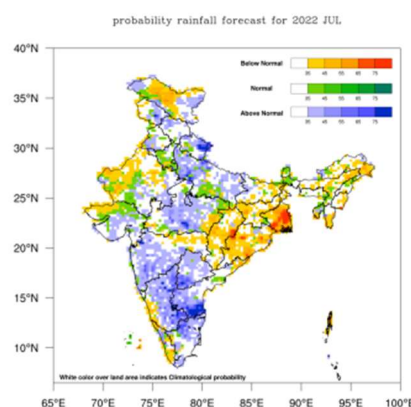 probability rainfall forecast for 2022 JUL
40°N
Below Normal
35 45 55 65 75
Normal
35 45 55 65 75
35°N
Above Normal
35 45 55 65 75
30°N
25°N
20°N
15°N
10°N
White color over land area indicates Climatological probability
65°E 70°E 75°E 80°E 85°E 90°E 95°E 100°E